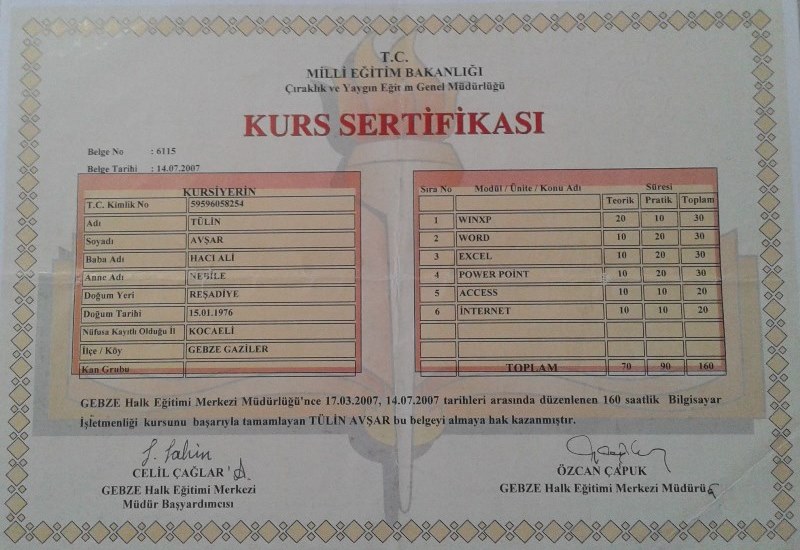 T.C.
MİLLİ EĞİTİM BAKANLIĞI
Çıraklık ve Yaygın Eğit m Genel Müdürlüğü
KURS SERTİFİKASI
Belge No : 6115
Belge Tarihi : 14.07.2007
KURSİYERİN
T.C. Kimlik No 59596058254
Adı TÜLİN
Soyadı AVŞAR
Baba Adı HACI ALİ
Anne Adı NEBİLE
Doğum Yeri REŞADİYE
Doğum Tarihi 15.01.1976
Nüfusa Kayıtlı Olduğu İl KOCAELİ
İlçe / Köy GEBZE GAZİLER
Kan Grubu
Sıra No Modül / Ünite / Konu Adı Süresi
Teorik Pratik Toplam
1 WINXP 20 10 30
2 WORD 10 20 30
3 EXCEL 10 20 30
4 POWER POINT 10 20 30
5 ACCESS 10 10 20
6 İNTERNET 10 10 20
TOPLAM 70 90 160
GEBZE Halk Eğitimi Merkezi Müdürlüğü'nce 17.03.2007, 14.07.2007 tarihleri arasında düzenlenen 160 saatlik Bilgisayar
İşletmenliği kursunu başarıyla tamamlayan TÜLİN AVŞAR bu belgeyi almaya hak kazanmıştır.
CELİL ÇAĞLAR
GEBZE Halk Eğitimi Merkezi
Müdür Başyardımcısı
ÖZCAN ÇAPUK
GEBZE Halk Eğitimi Merkezi Müdürü